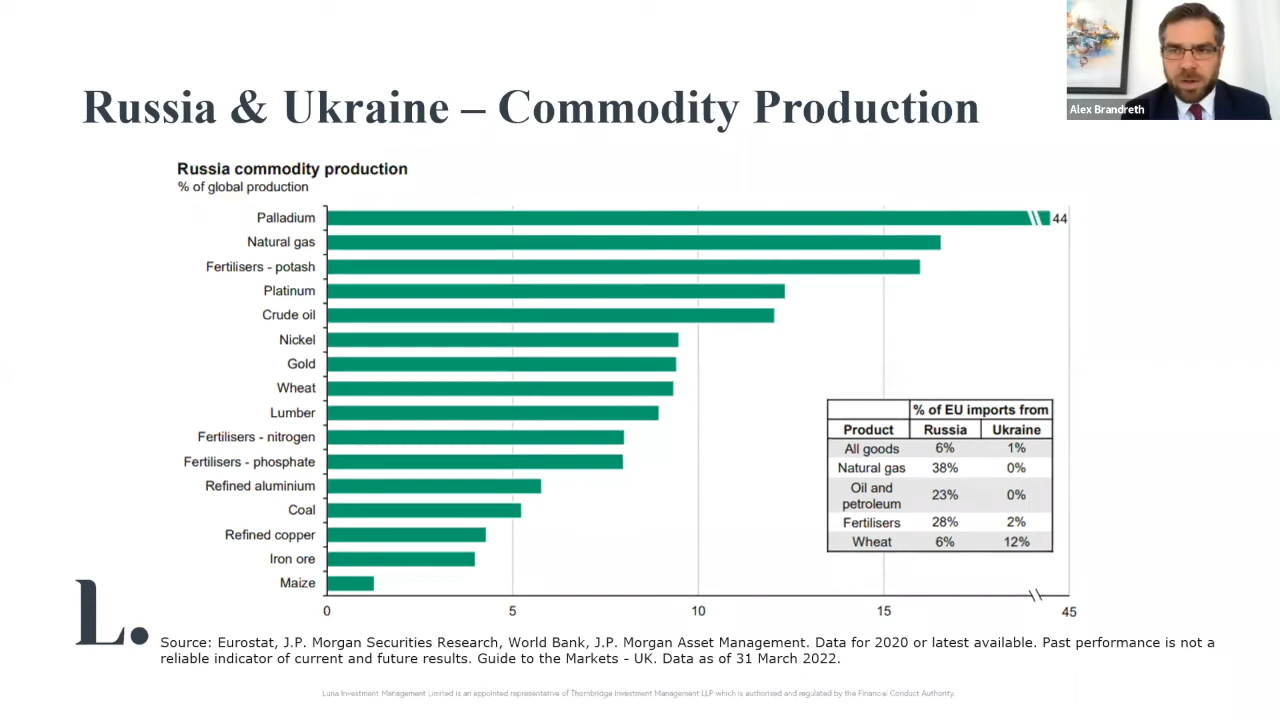 Alex Brandreth
Russia & Ukraine – Commodity Production
Russia commodity production
% of global production
Palladium
44
Natural gas
Fertilisers - potash
Platinum
Crude oil
Nickel
Gold
Wheat
Lumber
Fertilisers - nitrogen
Fertilisers - phosphate
Refined aluminium
Coal
Refined copper
Iron ore
Maize
0 5 10 15 45
% of EU imports from
Product Russia Ukraine
All goods 6% 1%
Natural gas 38% 0%
Oil and
petroleum 23% 0%
Fertilisers 28% 2%
Wheat 6% 12%
L.
Source: Eurostat, J.P. Morgan Securities Research, World Bank, J.P. Morgan Asset Management. Data for 2020 or latest available. Past performance is not a
reliable indicator of current and future results. Guide to the Markets - UK. Data as of 31 March 2022.
Luna Investment Management Limited is an appointed representative of Thornbridge Investment Management LLP which is authorised and regulated by the Financial Conduct Authority.